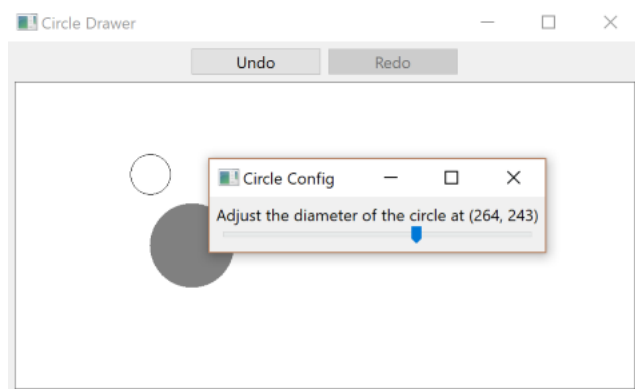 Circle Drawer
Undo
Redo
Circle Config
Adjust the diameter of the circle at (264, 243)